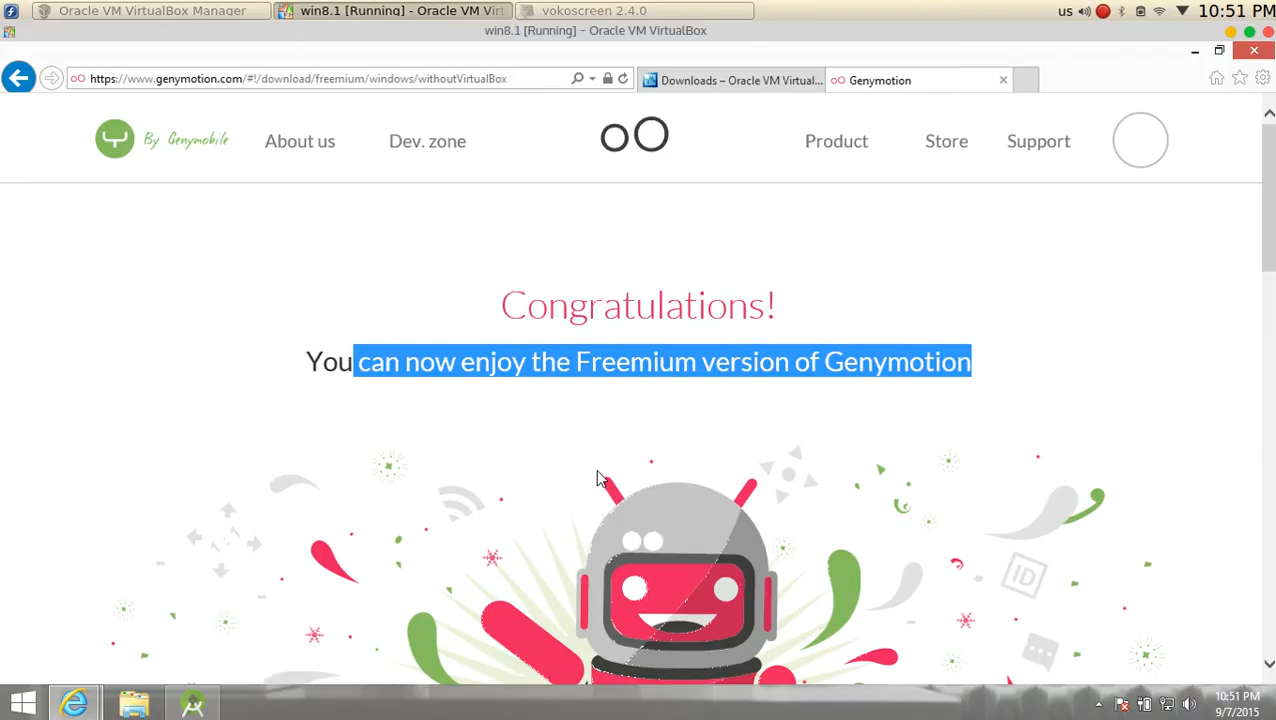 Oracle VM VirtualBox Manager
win8.1 [Running] - Oracle VM Virt
vokoscreen 2.4.0
us
10:51 PM
win8.1 [Running] - Oracle VM VirtualBox
https://www.genymotion.com/#!/download/freemium/windows/withoutVirtualBox
Downloads – Oracle VM Virtual...
Genymotion
By Genymobile
About us
Dev. zone
Product
Store
Support
Congratulations!
You can now enjoy the Freemium version of Genymotion
1:1
ID
10:51 PM
9/7/2015